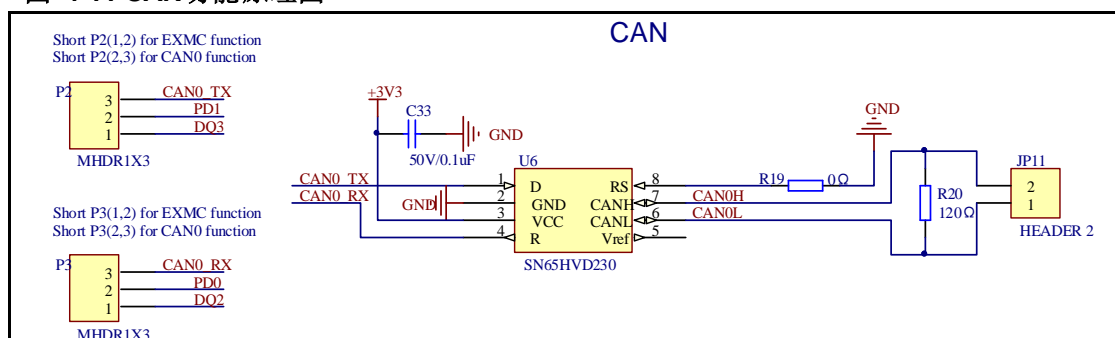 CAN
Short P2(1,2) for EXMC function
Short P2(2,3) for CAN0 function
P2
3 CAN0_TX
2 PD1
1 DQ3
MHDR1X3
Short P3(1,2) for EXMC function
Short P3(2,3) for CAN0 function
P3
3 CAN0_RX
2 PD0
1 DQ2
MHDR1X3
+3V3
C33
GND
50V/0.1uF
U6
CAN0_TX
CAN0_RX
GND
1 D
2 GND
3 VCC
4 R
RS 8
CANH 7
CANL 6
Vref 5
SN65HVD230
R19 0Ω
GND
CAN0H
CAN0L
R20
120Ω
JP11
2
1
HEADER 2